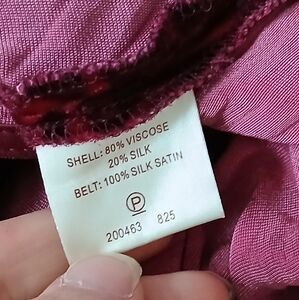 SHELL: 80% VISCOSE
20% SILK
BELT: 100% SILK SATIN
P
200463 825